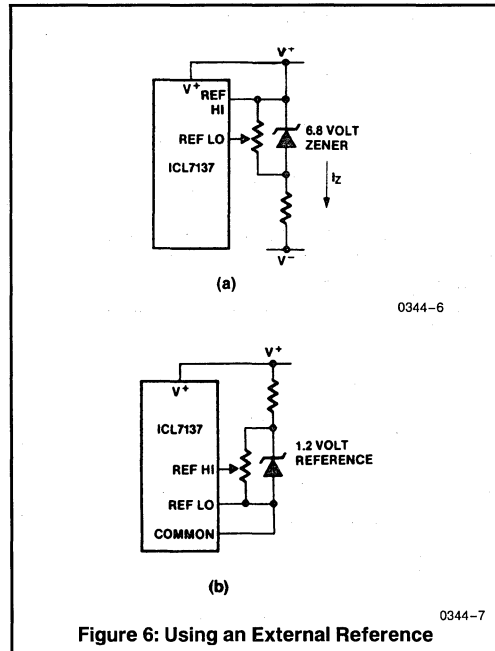 V+
V+
REF
HI
REF LO
ICL7137
6.8 VOLT
ZENER
IZ
V−
(a)
0344–6
V+
V+
ICL7137
REF HI
REF LO
COMMON
1.2 VOLT
REFERENCE
(b)
0344–7
Figure 6: Using an External Reference